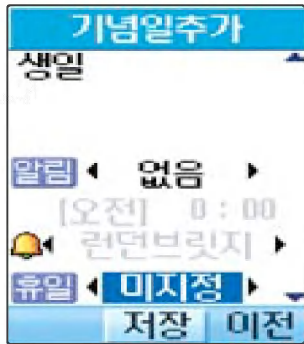 기념일추가
생일
알림 없음
[오전] 0 : 00
런던브릿지
휴일 미지정
저장 이전